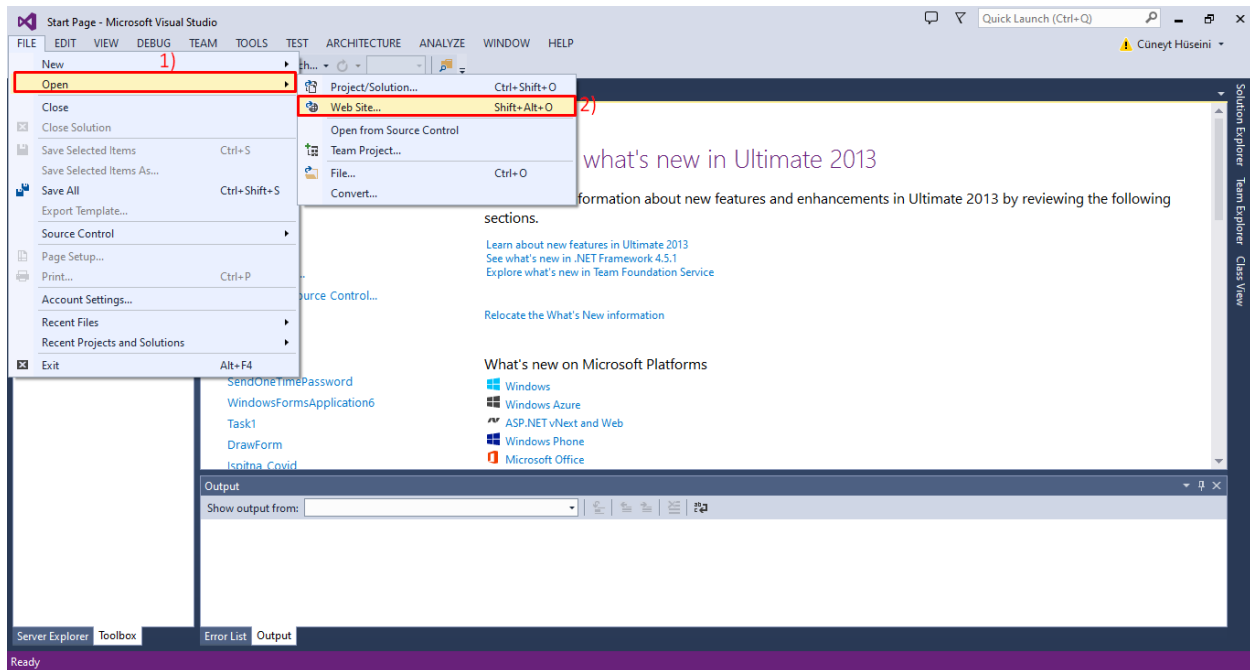 Start Page - Microsoft Visual Studio
Quick Launch (Ctrl+Q)
FILE EDIT VIEW DEBUG TEAM TOOLS TEST ARCHITECTURE ANALYZE WINDOW HELP
Cüneyt Hüseini
1)
New
Open
Close
Close Solution
Save Selected Items Ctrl+S
Save Selected Items As...
Save All Ctrl+Shift+S
Export Template...
Source Control
Page Setup...
Print... Ctrl+P
Account Settings...
Recent Files
Recent Projects and Solutions
Exit Alt+F4
Project/Solution... Ctrl+Shift+O
Web Site... Shift+Alt+O
2)
Open from Source Control
Team Project...
File... Ctrl+O
Convert...
what's new in Ultimate 2013
formation about new features and enhancements in Ultimate 2013 by reviewing the following
sections.
Learn about new features in Ultimate 2013
See what's new in .NET Framework 4.5.1
Explore what's new in Team Foundation Service
urce Control...
Relocate the What's New information
What's new on Microsoft Platforms
Windows
Windows Azure
ASP.NET vNext and Web
Windows Phone
Microsoft Office
SendOneTimePassword
WindowsFormsApplication6
Task1
DrawForm
Ispitna_Covid
Solution Explorer
Team Explorer
Class View
Output
Show output from:
Server Explorer Toolbox
Error List Output
Ready